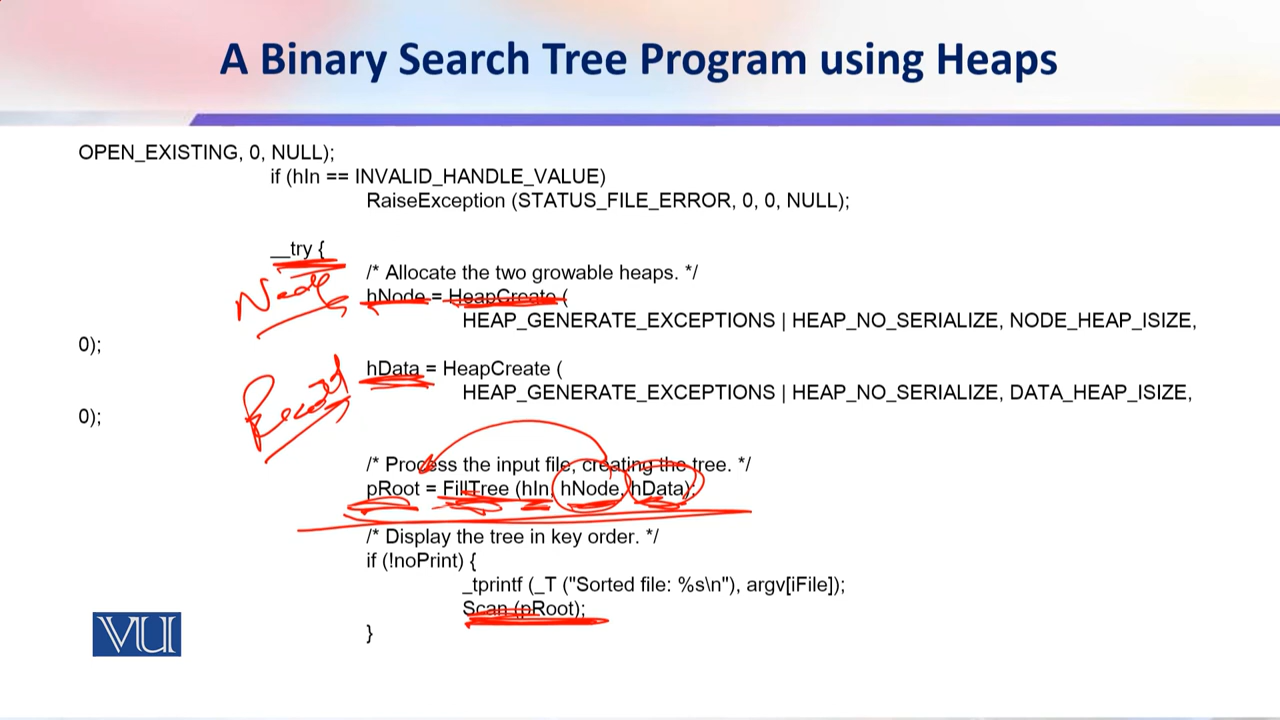 A Binary Search Tree Program using Heaps
OPEN_EXISTING, 0, NULL);
if (hIn == INVALID_HANDLE_VALUE)
RaiseException (STATUS_FILE_ERROR, 0, 0, NULL);
__try {
/* Allocate the two growable heaps. */
Node
hNode = HeapCreate (
HEAP_GENERATE_EXCEPTIONS | HEAP_NO_SERIALIZE, NODE_HEAP_ISIZE,
0);
Record
hData = HeapCreate (
HEAP_GENERATE_EXCEPTIONS | HEAP_NO_SERIALIZE, DATA_HEAP_ISIZE,
0);
/* Process the input file, creating the tree. */
pRoot = FillTree (hIn, hNode, hData);
/* Display the tree in key order. */
if (!noPrint) {
_tprintf (_T ("Sorted file: %s\n"), argv[iFile]);
Scan (pRoot);
}
VU